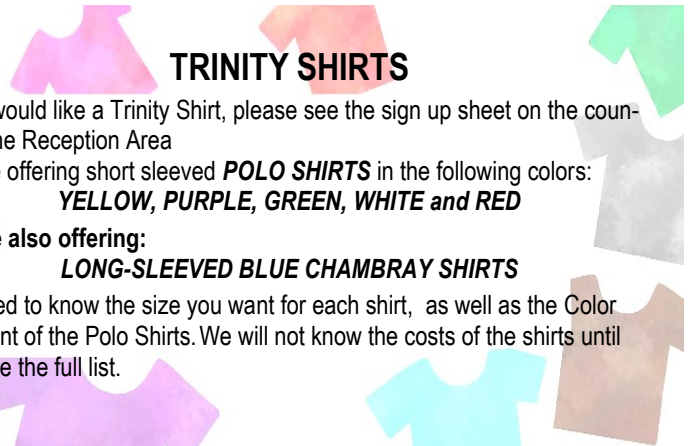 TRINITY SHIRTS
would like a Trinity Shirt, please see the sign up sheet on the coun-
Reception Area
offering short sleeved POLO SHIRTS in the following colors:
YELLOW, PURPLE, GREEN, WHITE and RED
also offering:
LONG-SLEEVED BLUE CHAMBRAY SHIRTS
to know the size you want for each shirt, as well as the Color
of the Polo Shirts. We will not know the costs of the shirts until
the full list.